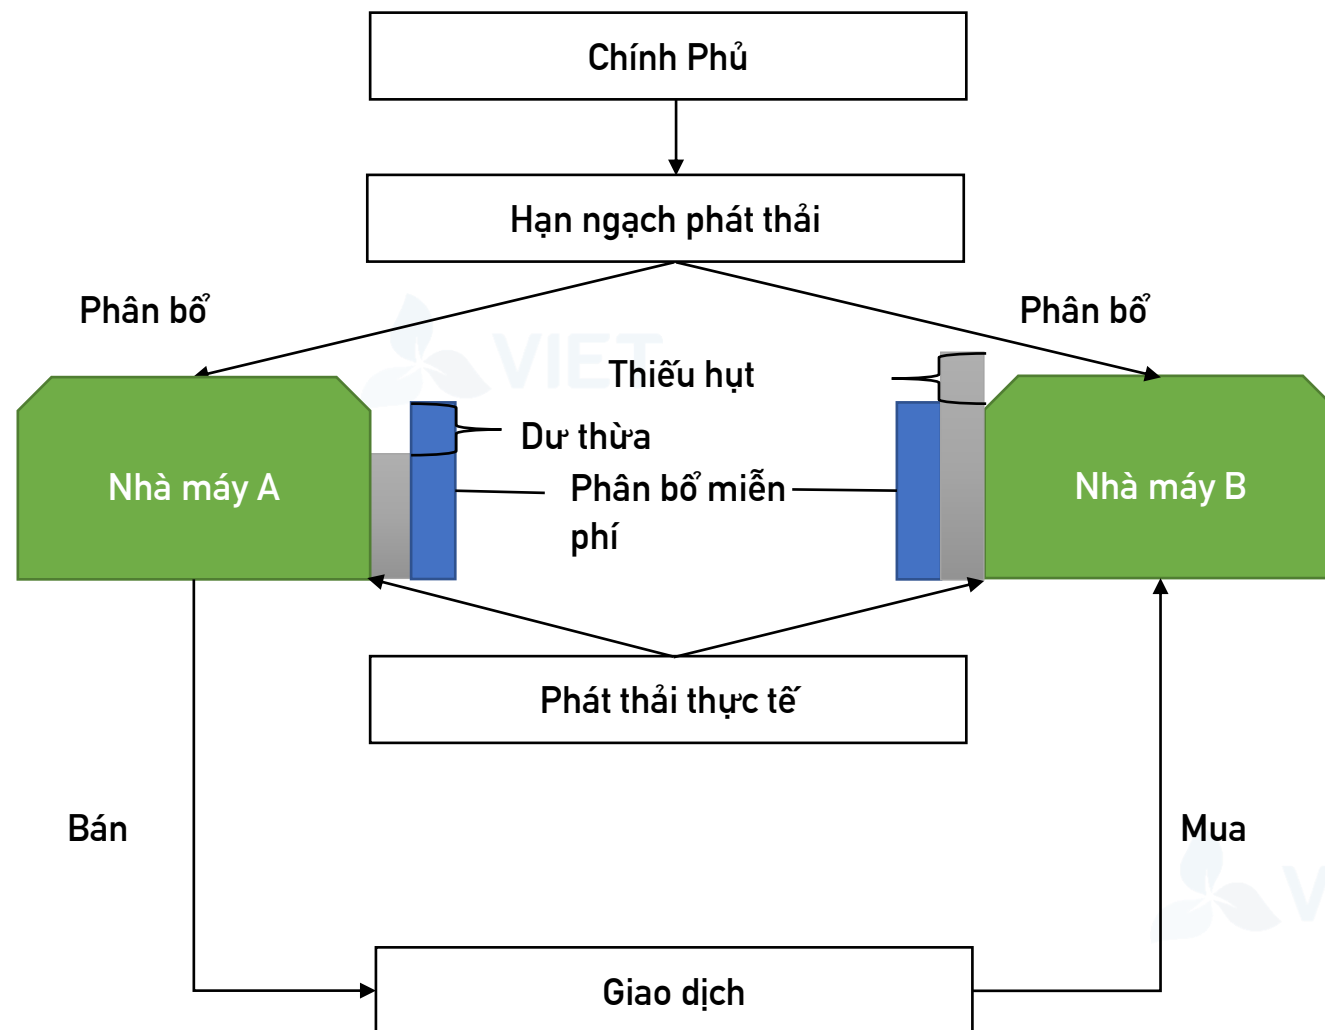 Chính Phủ
Hạn ngạch phát thải
Phân bổ
Phân bổ
VIET
Thiếu hụt
Dư thừa
Nhà máy A
Phân bổ miễn
phí
Nhà máy B
Phát thải thực tế
Bán
Mua
V
Giao dịch